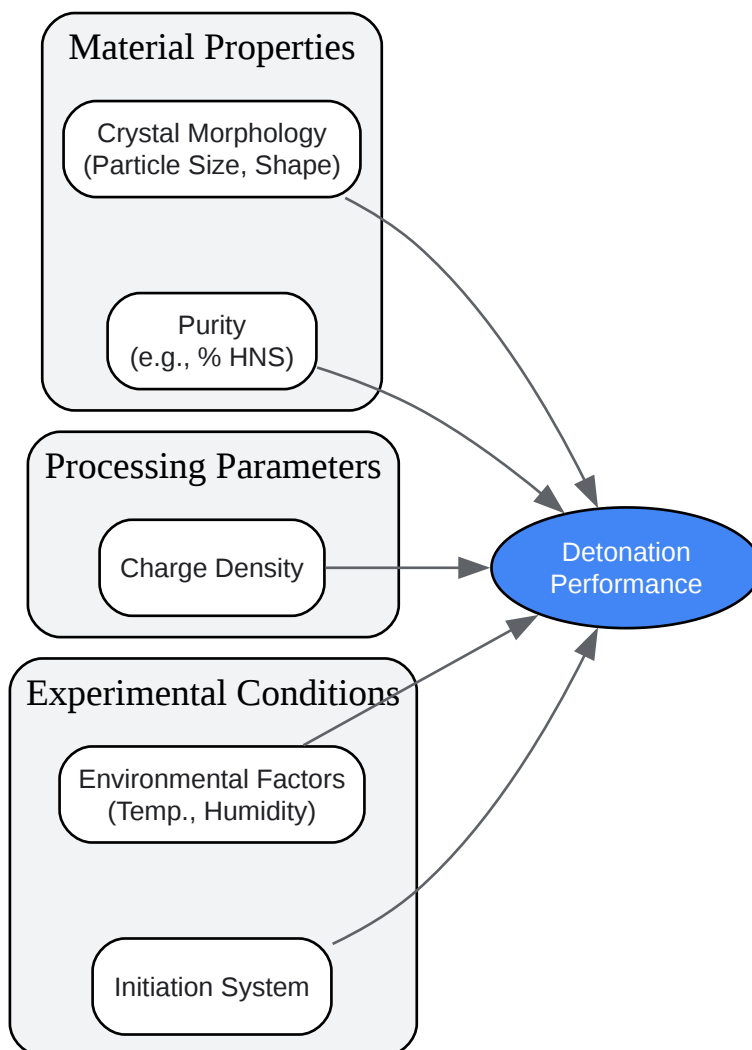 Material Properties
Crystal Morphology
(Particle Size, Shape)
Purity
(e.g., % HNS)
Processing Parameters
Charge Density
Detonation
Performance
Experimental Conditions
Environmental Factors
(Temp., Humidity)
Initiation System